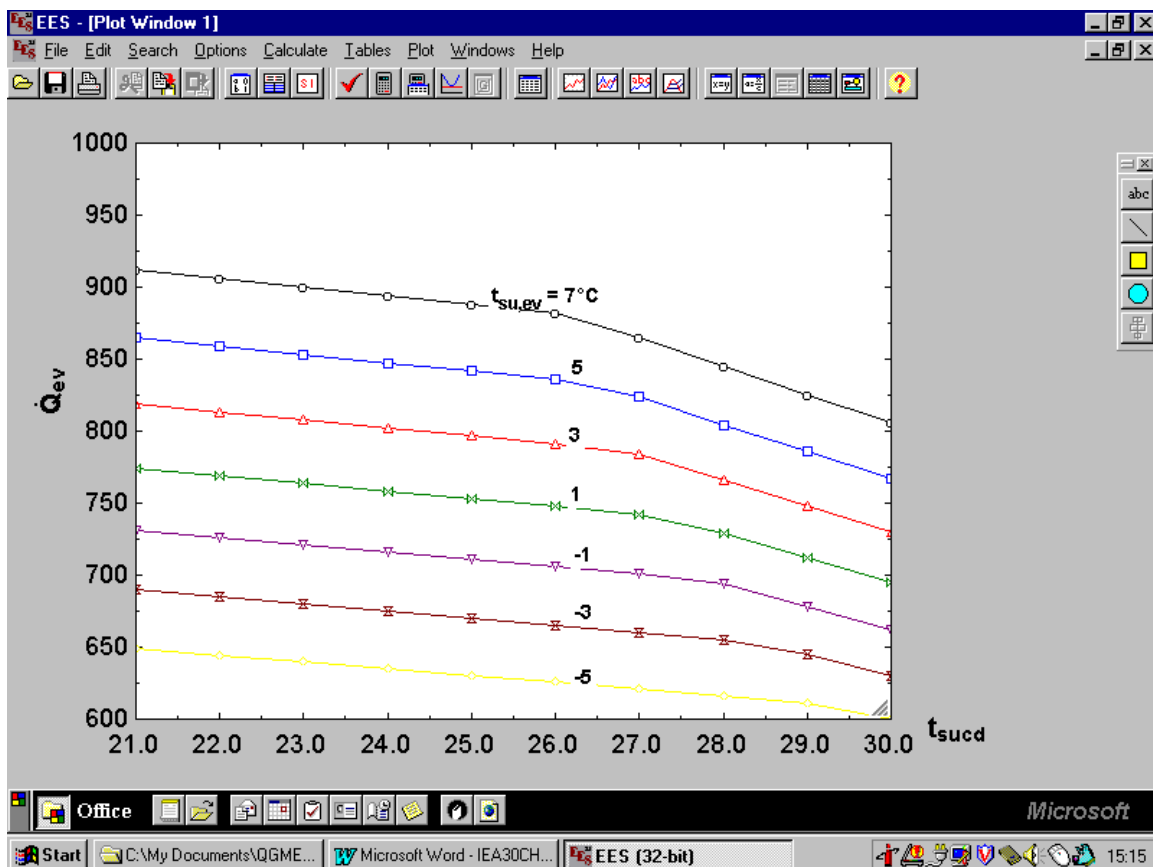 EES - [Plot Window 1]
File Edit Search Options Calculate Tables Plot Windows Help
SI abc x=y
1000
950
900
850
800
750
700
650
600
Q̇ev
tsu,ev = 7°C
5
3
1
-1
-3
-5
21.0 22.0 23.0 24.0 25.0 26.0 27.0 28.0 29.0 30.0
tsucd
abc
Office
Microsoft
Start C:\My Documents\QGME... Microsoft Word - IEA30CH... EES (32-bit) 15:15